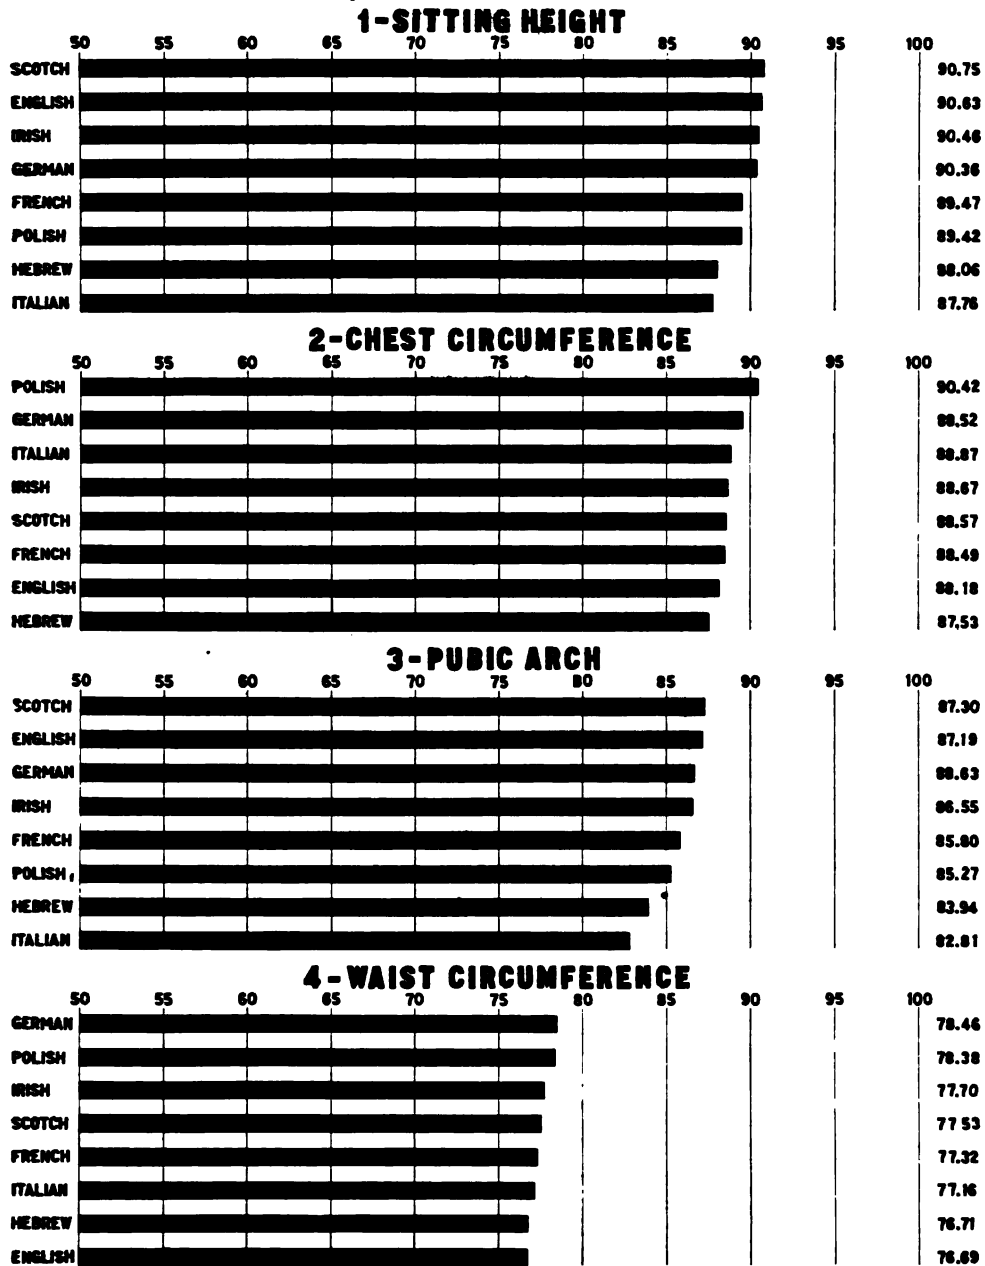 1-SITTING HEIGHT
50 55 60 65 70 75 80 85 90 95 100
SCOTCH 90.75
ENGLISH 90.63
IRISH 90.46
GERMAN 90.36
FRENCH 89.47
POLISH 89.42
HEBREW 88.06
ITALIAN 87.76
2-CHEST CIRCUMFERENCE
50 55 60 65 70 75 80 85 90 95 100
POLISH 90.42
GERMAN 88.52
ITALIAN 88.87
IRISH 88.67
SCOTCH 88.57
FRENCH 88.49
ENGLISH 88.18
HEBREW 87.53
3-PUBIC ARCH
50 55 60 65 70 75 80 85 90 95 100
SCOTCH 87.30
ENGLISH 87.19
GERMAN 88.63
IRISH 86.55
FRENCH 85.80
POLISH 85.27
HEBREW 83.94
ITALIAN 82.81
4-WAIST CIRCUMFERENCE
50 55 60 65 70 75 80 85 90 95 100
GERMAN 78.46
POLISH 78.38
IRISH 77.70
SCOTCH 77 53
FRENCH 77.32
ITALIAN 77.16
HEBREW 76.71
ENGLISH 76.69